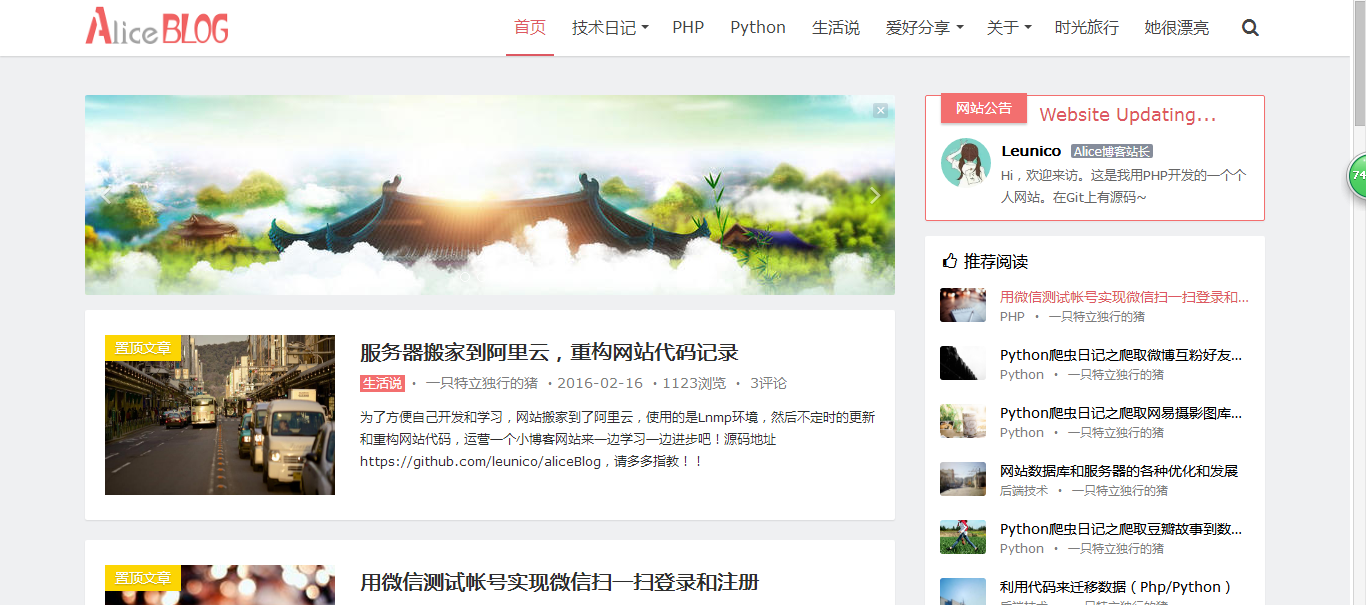 Alice BLOG
首页 技术日记 PHP Python 生活说 爱好分享 关于 时光旅行 她很漂亮
网站公告 Website Updating...
Leunico Alice博客站长
Hi，欢迎来访。这是我用PHP开发的一个个
人网站。在Git上有源码~
74
置顶文章
服务器搬家到阿里云，重构网站代码记录
生活说 · 一只特立独行的猪 · 2016-02-16 · 1123浏览 · 3评论
为了方便自己开发和学习，网站搬家到了阿里云，使用的是Lnmp环境，然后不定时的更新
和重构网站代码，运营一个小博客网站来一边学习一边进步吧！源码地址
https://github.com/leunico/aliceBlog，请多多指教！！
置顶文章
用微信测试帐号实现微信扫一扫登录和注册
推荐阅读
用微信测试帐号实现微信扫一扫登录和...
PHP · 一只特立独行的猪
Python爬虫日记之爬取微博互粉好友...
Python · 一只特立独行的猪
Python爬虫日记之爬取网易摄影图库...
Python · 一只特立独行的猪
网站数据库和服务器的各种优化和发展
后端技术 · 一只特立独行的猪
Python爬虫日记之爬取豆瓣故事到数...
Python · 一只特立独行的猪
利用代码来迁移数据（Php/Python）
后端技术 · 一只特立独行的猪